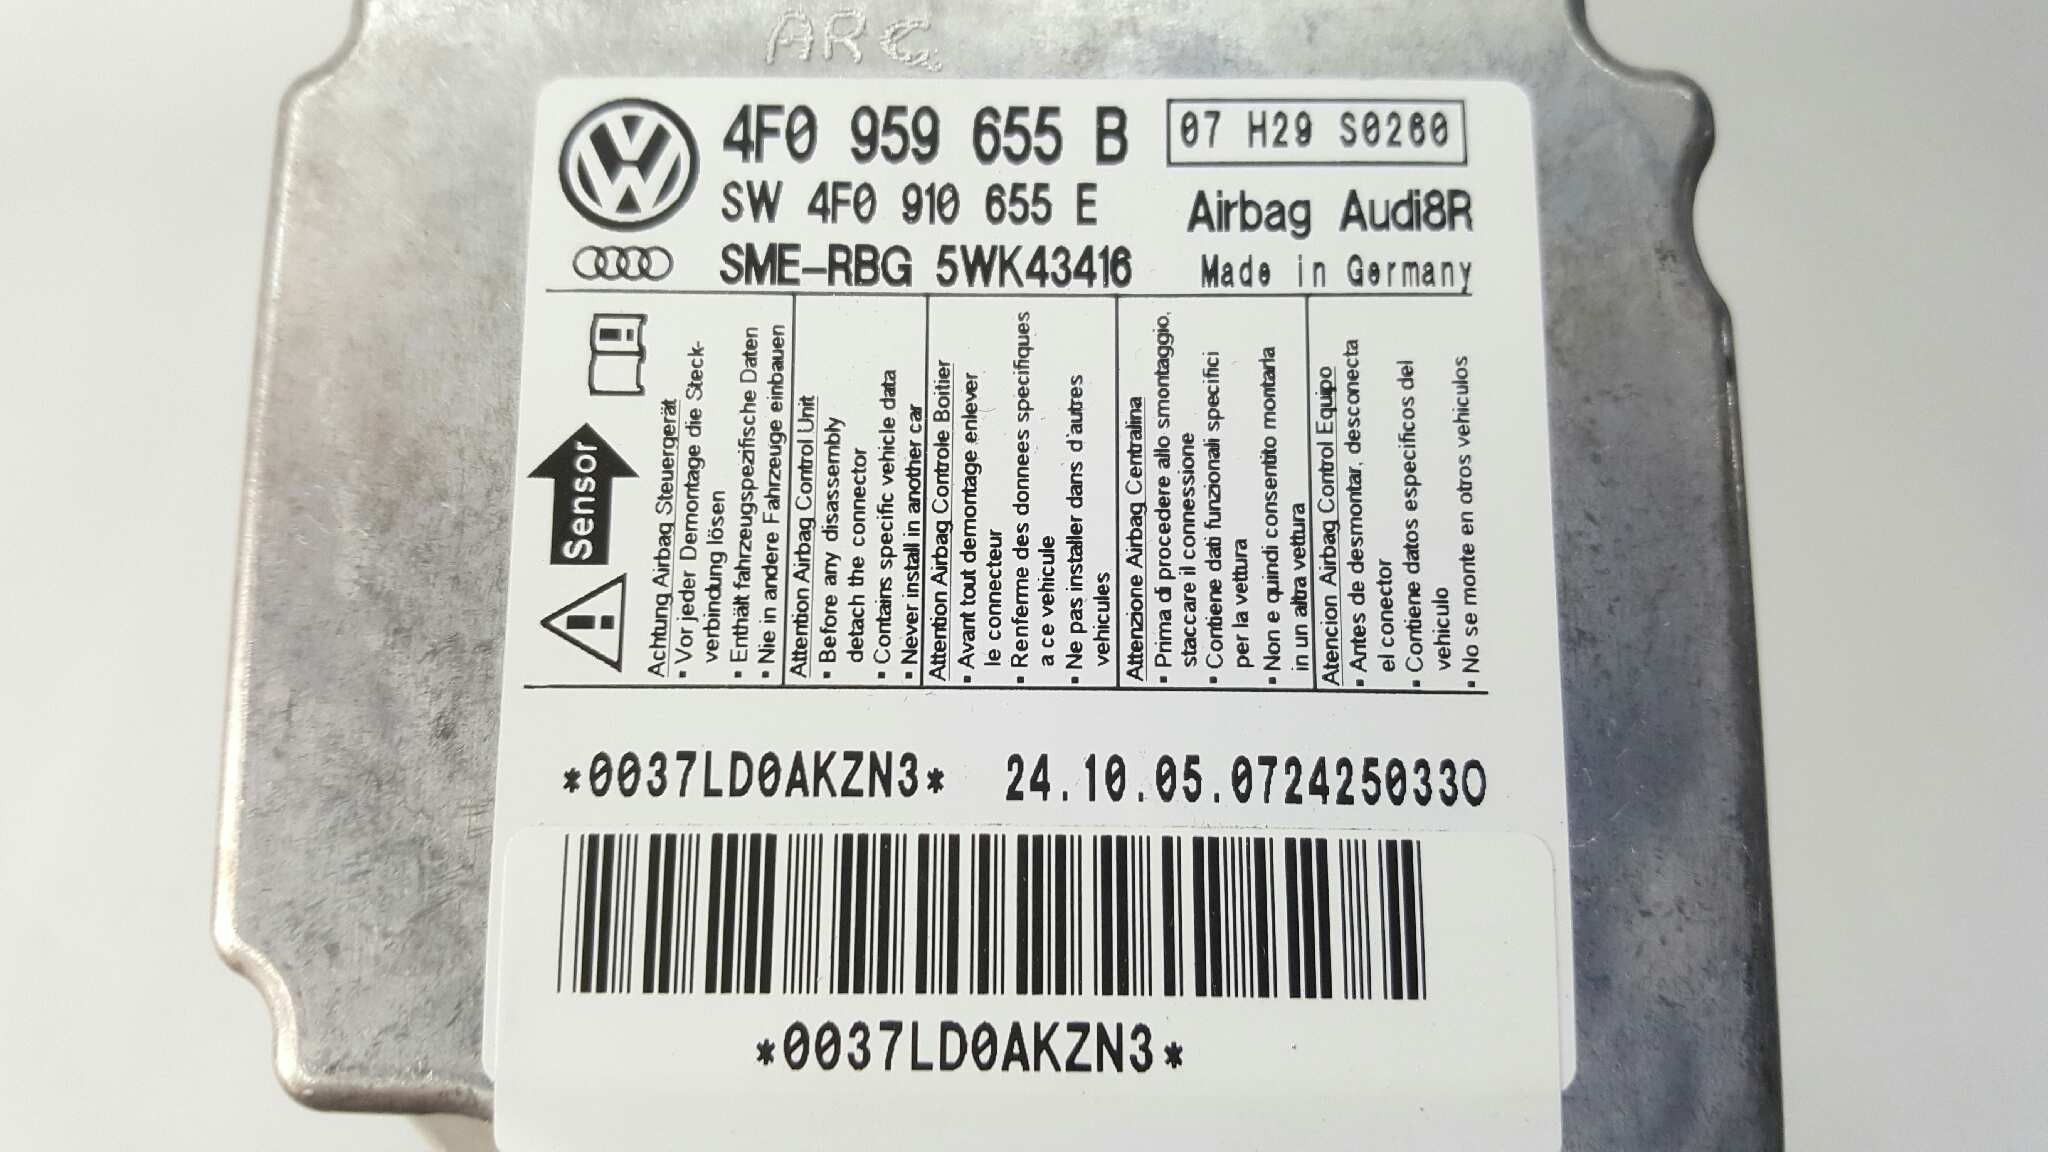 ARC
4F0 959 655 B
07 H29 S0260
SW 4F0 910 655 E
Airbag Audi8R
SME-RBG 5WK43416
Made in Germany
Sensor
Achtung Airbag Steuergerät
▪ Vor jeder Demontage die Steck-
verbindung lösen
▪ Enthält fahrzeugspezifische Daten
▪ Nie in andere Fahrzeuge einbauen
Attention Airbag Control Unit
▪ Before any disassembly
detach the connector
▪ Contains specific vehicle data
▪ Never install in another car
Attention Airbag Controle Boitier
▪ Avant tout demontage enlever
le connecteur
▪ Renferme des donnees specifiques
a ce vehicule
▪ Ne pas installer dans d'autres
vehicules
Attenzione Airbag Centralina
▪ Prima di procedere allo smontaggio,
staccare il connessione
▪ Contiene dati funzionali specifici
per la vettura
▪ Non e quindi consentito montarla
in un altra vettura
Atencion Airbag Control Equipo
▪ Antes de desmontar, desconecta
el conector
▪ Contiene datos especificos del
vehiculo
▪ No se monte en otros vehiculos
*0037LD0AKZN3*
24.10.05.0724250330
*0037LD0AKZN3*